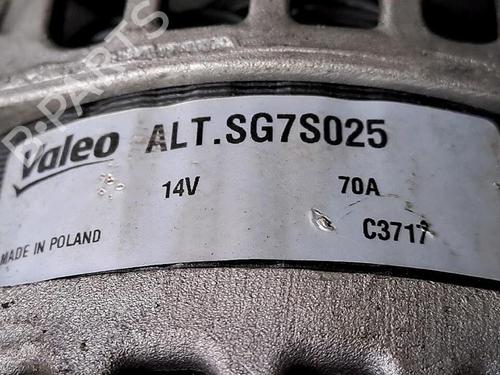 B-PARTS
Valeo ALT.SG7S025
14V 70A
MADE IN POLAND C3717